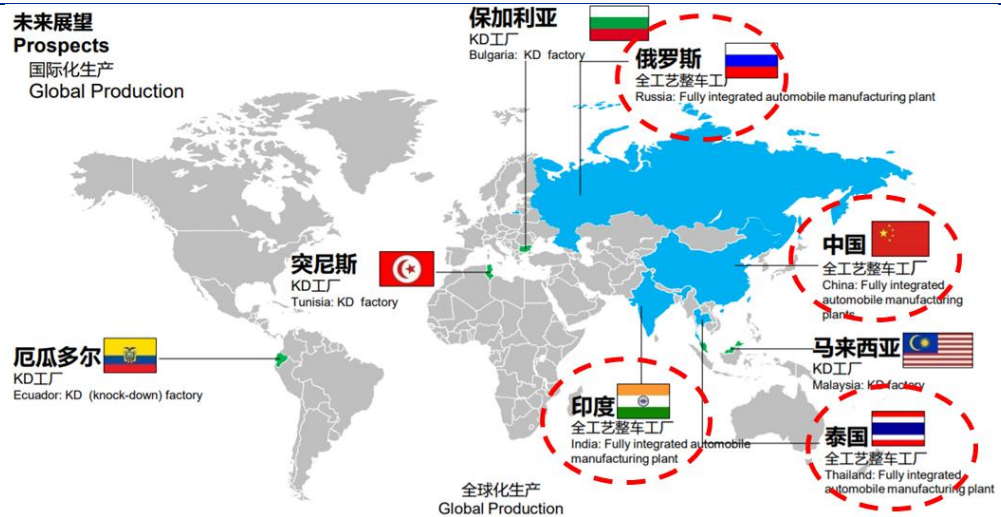 未来展望
Prospects
国际化生产
Global Production
保加利亚
KD工厂
Bulgaria: KD factory
俄罗斯
全工艺整车工厂
Russia: Fully integrated automobile manufacturing plant
中国
全工艺整车工厂
China: Fully integrated
automobile manufacturing
plants
突尼斯
KD工厂
Tunisia: KD factory
厄瓜多尔
KD工厂
Ecuador: KD (knock-down) factory
马来西亚
KD工厂
Malaysia: KD factory
印度
全工艺整车工厂
India: Fully integrated automobile
manufacturing plant
泰国
全工艺整车工厂
Thailand: Fully integrated
automobile manufacturing plant
全球化生产
Global Production